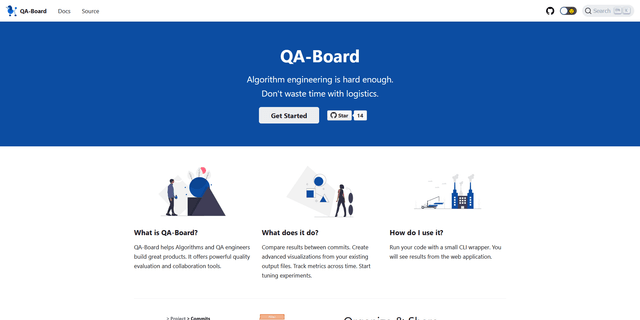 QA-Board Docs Source Search
QA-Board
Algorithm engineering is hard enough.
Don't waste time with logistics.
Get Started Star 14
What is QA-Board?
QA-Board helps Algorithms and QA engineers
build great products. It offers powerful quality
evaluation and collaboration tools.
What does it do?
Compare results between commits. Create
advanced visualizations from your existing
output files. Track metrics across time. Start
tuning experiments.
How do I use it?
Run your code with a small CLI wrapper. You
will see results from the web application.
> Project > Commits